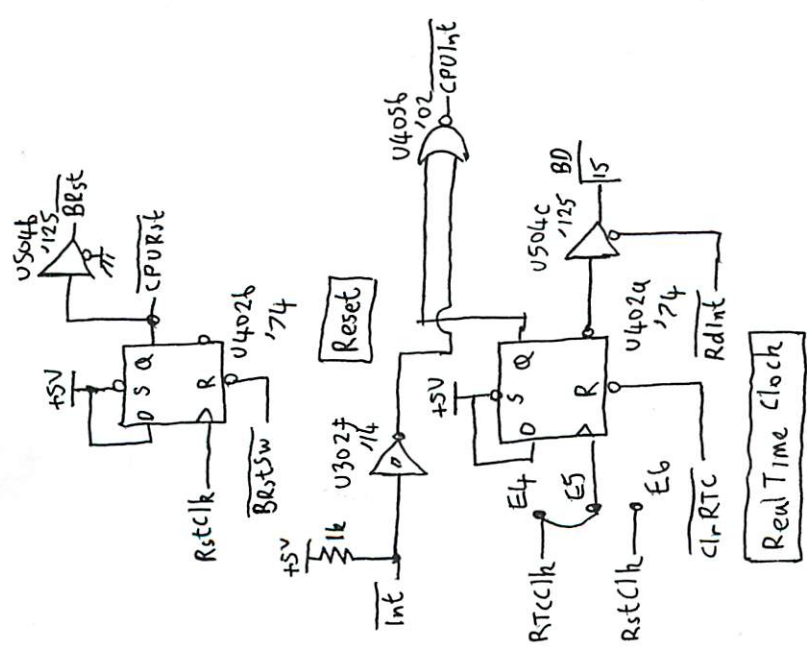 U504b
'125
BRst
+5V
CPURst
D S Q
R
U402b
'74
RstClk
BRstSw
Reset
+5V
1k
Int
U302f
'14
U405b
'02
CPUInt
+5V
D S Q
R
U402a
'74
U504c
'125
BD
15
RTCClk
E4
E5
RstClk
E6
ClrRTC
RdInt
Real Time Clock